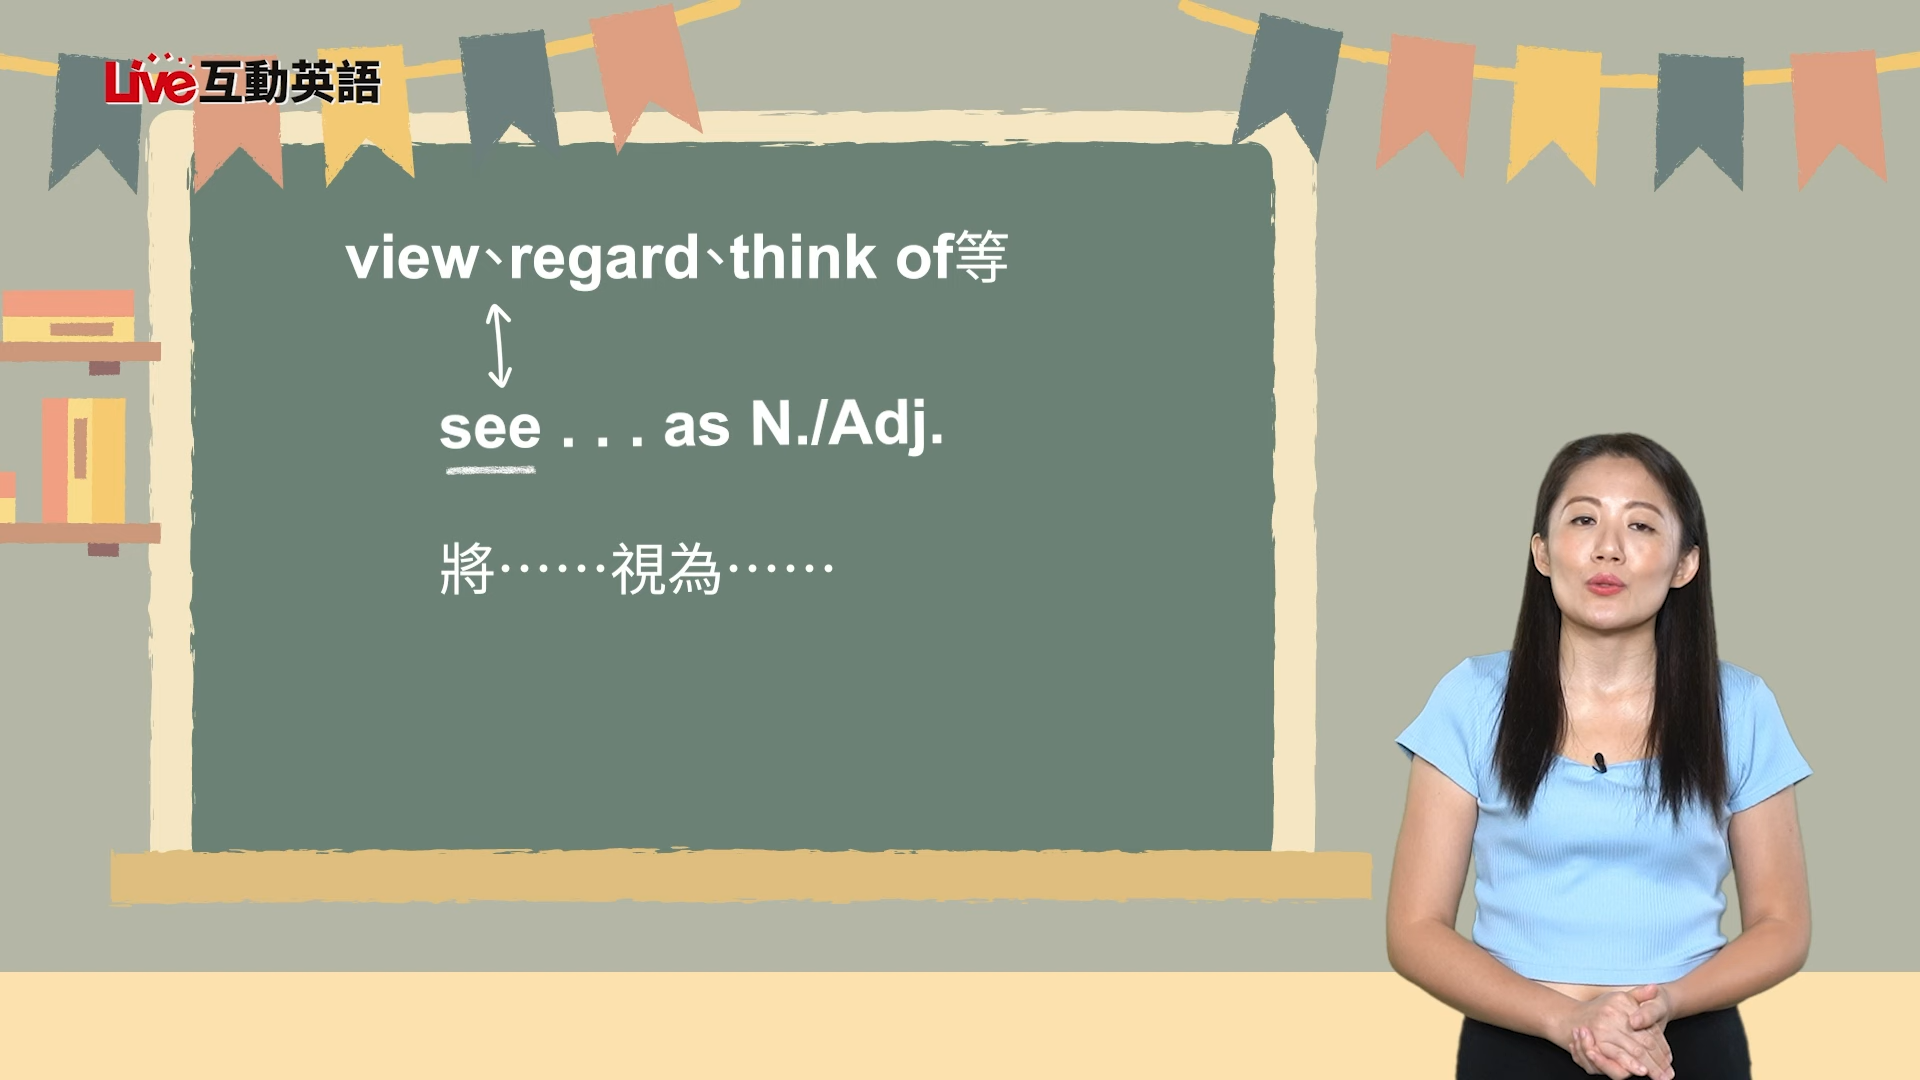 Live互動英語
view、regard、think of等
see . . . as N./Adj.
將……視為……